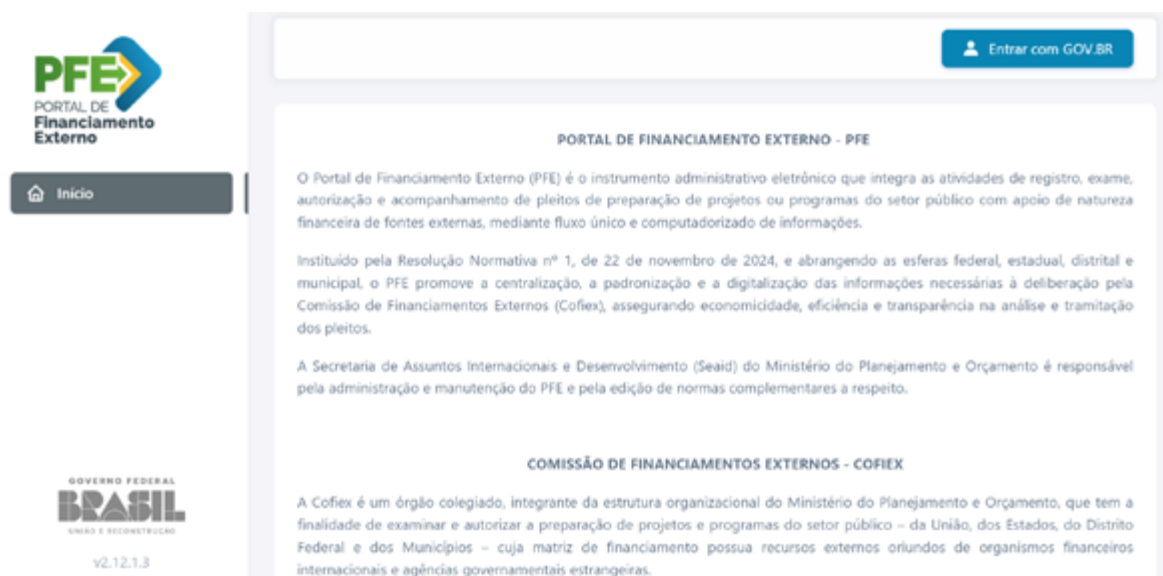 PFE
PORTAL DE
Financiamento
Externo
Início
GOVERNO FEDERAL
BRASIL
UNIÃO E RECONSTRUÇÃO
v2.12.1.3
Entrar com GOV.BR
PORTAL DE FINANCIAMENTO EXTERNO - PFE
O Portal de Financiamento Externo (PFE) é o instrumento administrativo eletrônico que integra as atividades de registro, exame,
autorização e acompanhamento de pleitos de preparação de projetos ou programas do setor público com apoio de natureza
financeira de fontes externas, mediante fluxo único e computadorizado de informações.
Instituído pela Resolução Normativa nº 1, de 22 de novembro de 2024, e abrangendo as esferas federal, estadual, distrital e
municipal, o PFE promove a centralização, a padronização e a digitalização das informações necessárias à deliberação pela
Comissão de Financiamentos Externos (Cofiex), assegurando economicidade, eficiência e transparência na análise e tramitação
dos pleitos.
A Secretaria de Assuntos Internacionais e Desenvolvimento (Seaid) do Ministério do Planejamento e Orçamento é responsável
pela administração e manutenção do PFE e pela edição de normas complementares a respeito.
COMISSÃO DE FINANCIAMENTOS EXTERNOS - COFIEX
A Cofiex é um órgão colegiado, integrante da estrutura organizacional do Ministério do Planejamento e Orçamento, que tem a
finalidade de examinar e autorizar a preparação de projetos e programas do setor público – da União, dos Estados, do Distrito
Federal e dos Municípios – cuja matriz de financiamento possua recursos externos oriundos de organismos financeiros
internacionais e agências governamentais estrangeiras.